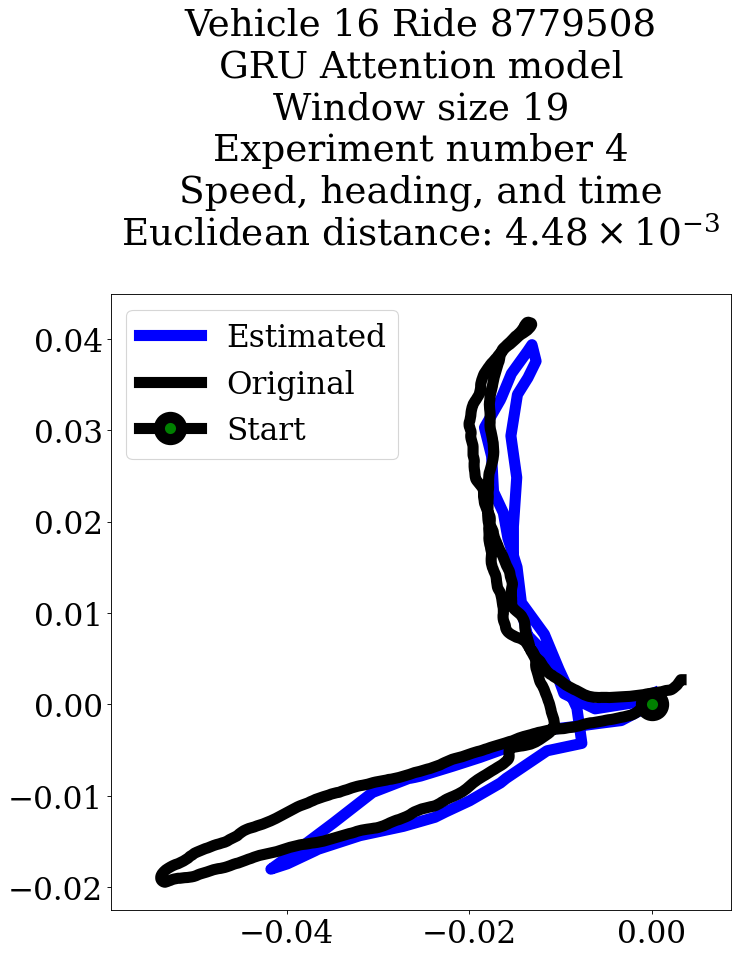 Vehicle 16 Ride 8779508
GRU Attention model
Window size 19
Experiment number 4
Speed, heading, and time
Euclidean distance: 4.48 × 10⁻³
Estimated
Original
Start
0.04
0.03
0.02
0.01
0.00
−0.01
−0.02
−0.04
−0.02
0.00